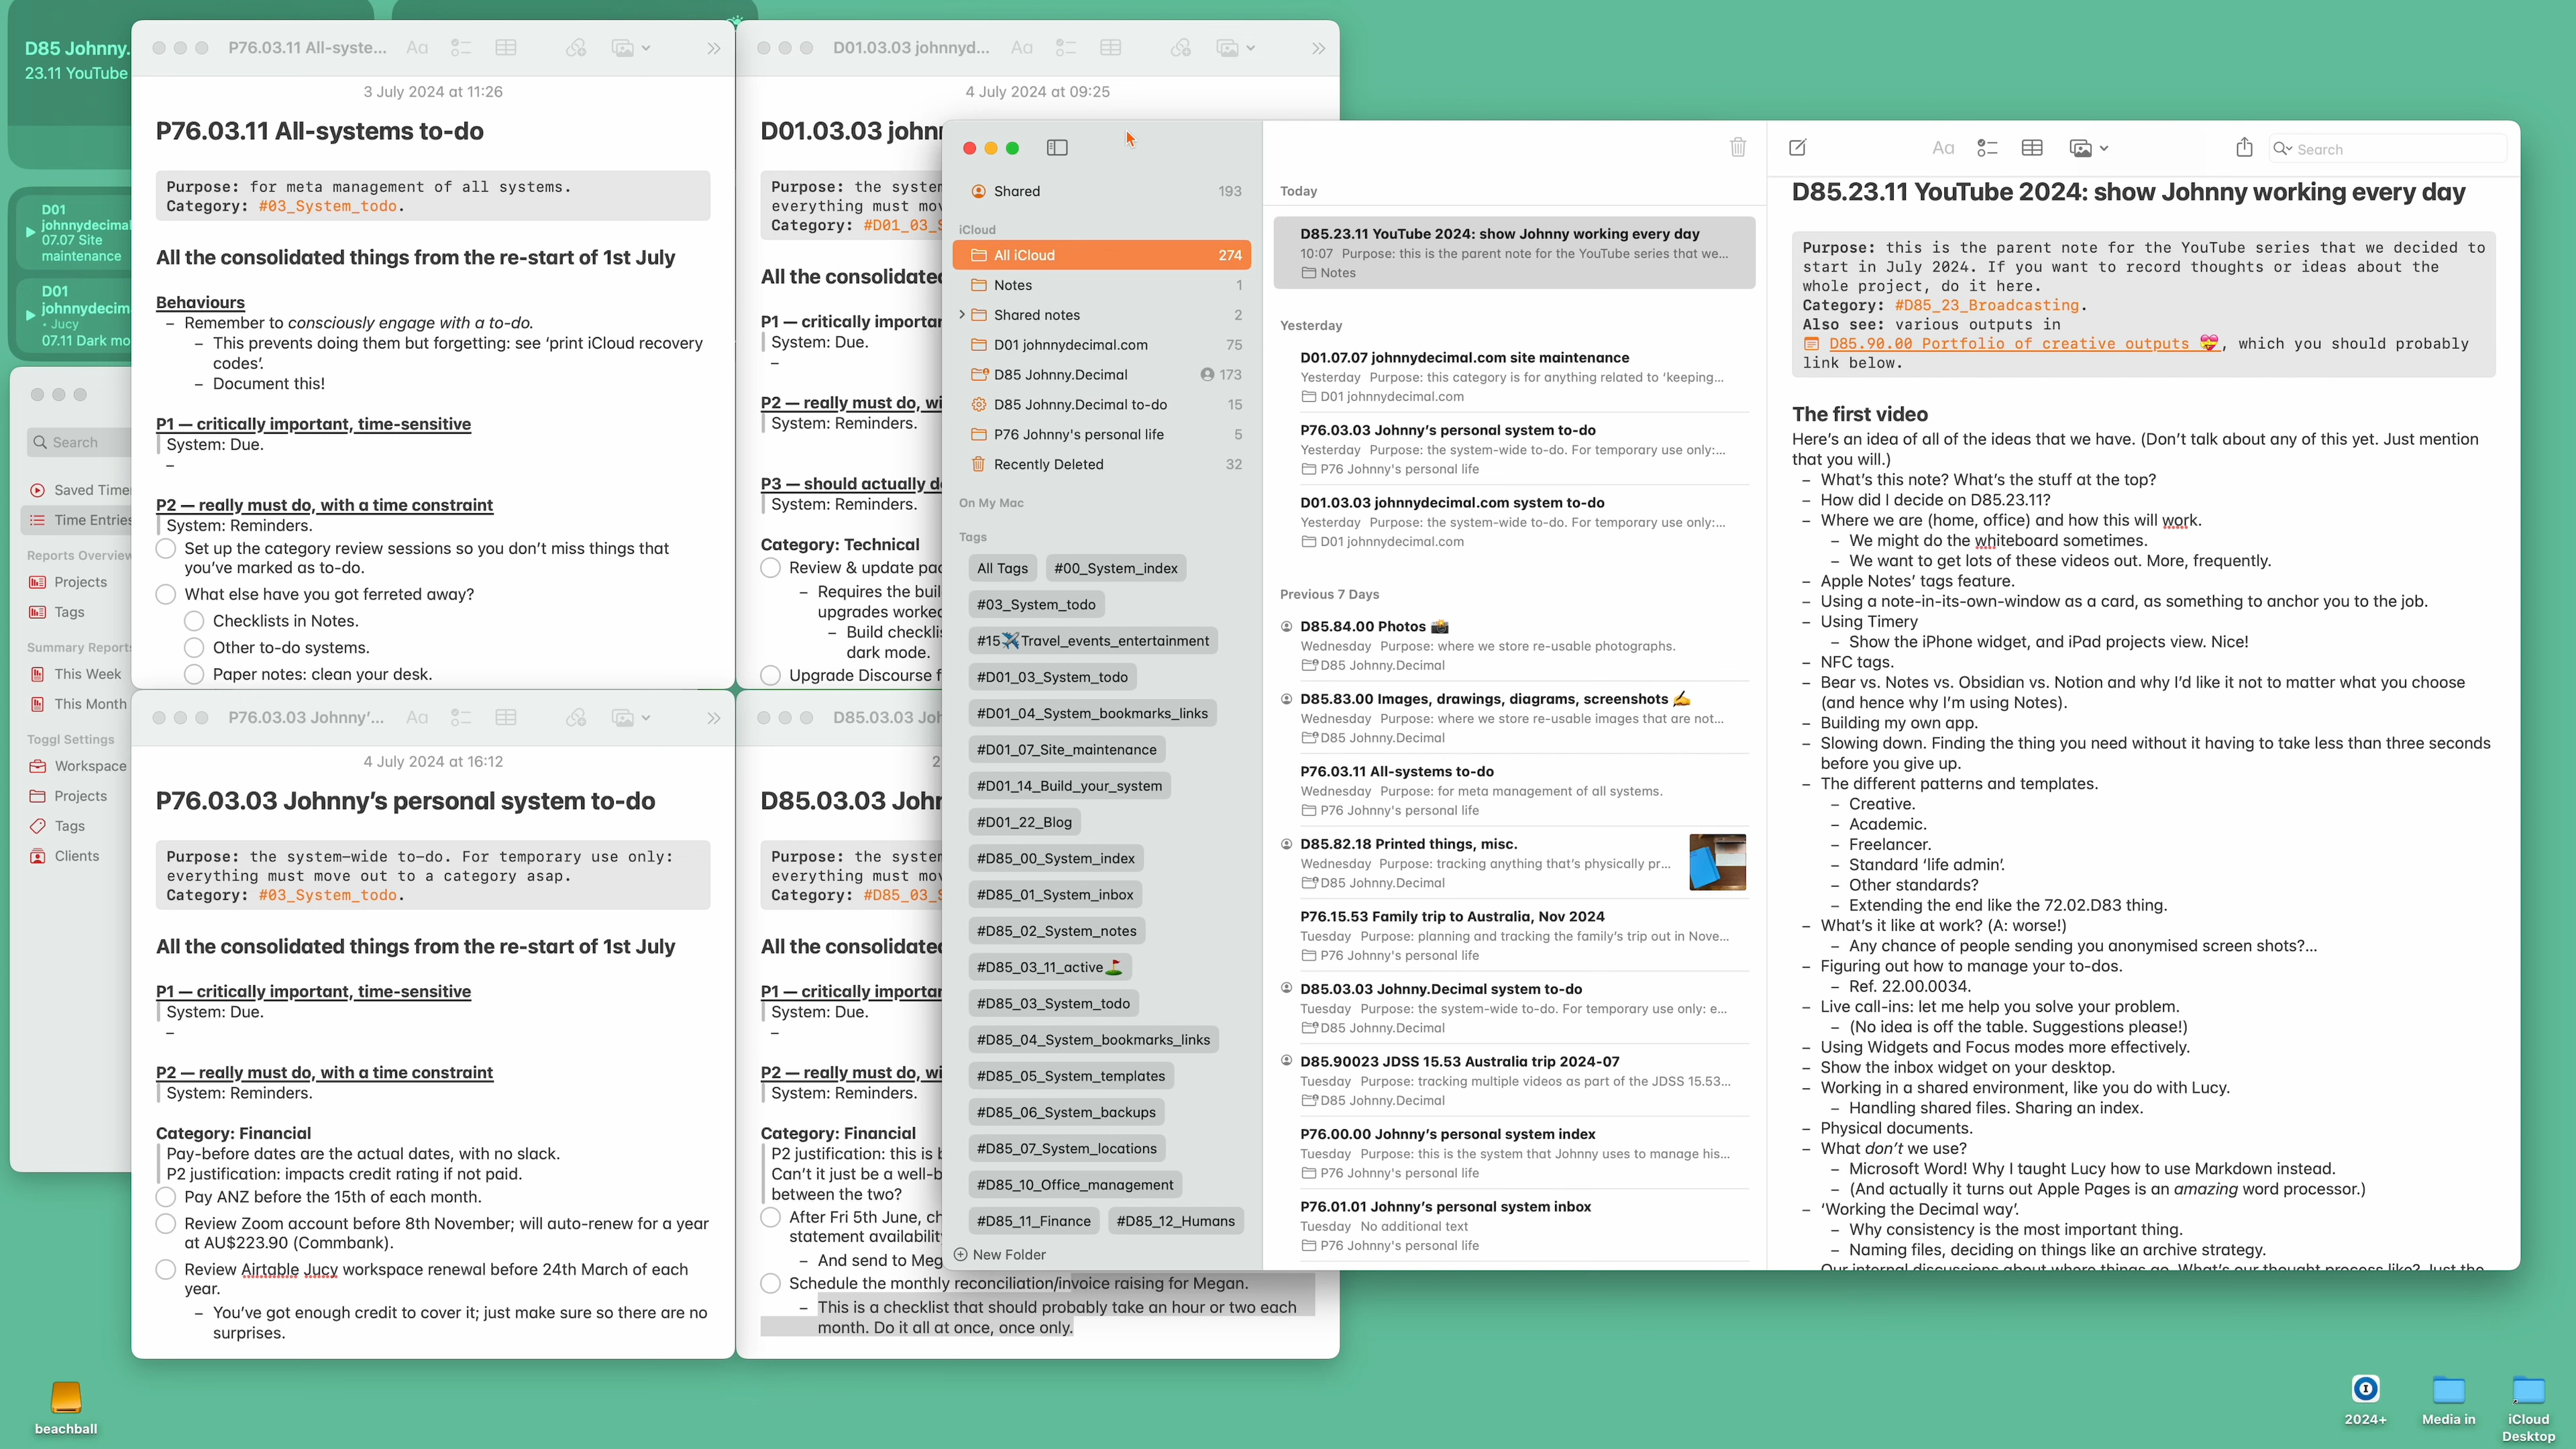 D85 Johnny.
23.11 YouTube
D01
johnnydecimal
07.07 Site
maintenance
D01
johnnydecim
• Jucy
07.11 Dark mo
Search
Saved Time
Time Entries
Reports Overview
Projects
Tags
Summary Reports
This Week
This Month
Toggl Settings
Workspace
Projects
Tags
Clients
P76.03.11 All-syste...
Aa
3 July 2024 at 11:26
P76.03.11 All-systems to-do
Purpose: for meta management of all systems.
Category: #03_System_todo.
All the consolidated things from the re-start of 1st July
Behaviours
– Remember to consciously engage with a to-do.
– This prevents doing them but forgetting: see ‘print iCloud recovery
codes’.
– Document this!
P1 — critically important, time-sensitive
System: Due.
–
P2 — really must do, with a time constraint
System: Reminders.
Set up the category review sessions so you don’t miss things that
you’ve marked as to-do.
What else have you got ferreted away?
Checklists in Notes.
Other to-do systems.
Paper notes: clean your desk.
D01.03.03 johnnyd...
Aa
4 July 2024 at 09:25
D01.03.03 john
Purpose: the system
everything must mov
Category: #D01_03_S
All the consolidated
P1 — critically importan
System: Due.
–
P2 — really must do, wi
System: Reminders.
P3 — should actually d
System: Reminders.
Category: Technical
Review & update pac
– Requires the buil
upgrades worked
– Build checklis
dark mode.
Upgrade Discourse f
P76.03.03 Johnny’...
Aa
4 July 2024 at 16:12
P76.03.03 Johnny’s personal system to-do
Purpose: the system-wide to-do. For temporary use only:
everything must move out to a category asap.
Category: #03_System_todo.
All the consolidated things from the re-start of 1st July
P1 — critically important, time-sensitive
System: Due.
–
P2 — really must do, with a time constraint
System: Reminders.
Category: Financial
Pay-before dates are the actual dates, with no slack.
P2 justification: impacts credit rating if not paid.
Pay ANZ before the 15th of each month.
Review Zoom account before 8th November; will auto-renew for a year
at AU$223.90 (Commbank).
Review Airtable Jucy workspace renewal before 24th March of each
year.
– You’ve got enough credit to cover it; just make sure so there are no
surprises.
D85.03.03 Joh
2
D85.03.03 John
Purpose: the system
everything must mov
Category: #D85_03_S
All the consolidated
P1 — critically importan
System: Due.
–
P2 — really must do, wi
System: Reminders.
Category: Financial
P2 justification: this is b
Can’t it just be a well-b
between the two?
After Fri 5th June, ch
statement availability
– And send to Meg
Schedule the monthly reconciliation/invoice raising for Megan.
– This is a checklist that should probably take an hour or two each
month. Do it all at once, once only.
Shared 193
iCloud
All iCloud 274
Notes 1
Shared notes 2
D01 johnnydecimal.com 75
D85 Johnny.Decimal 173
D85 Johnny.Decimal to-do 15
P76 Johnny's personal life 5
Recently Deleted 32
On My Mac
Tags
All Tags #00_System_index
#03_System_todo
#15✈️Travel_events_entertainment
#D01_03_System_todo
#D01_04_System_bookmarks_links
#D01_07_Site_maintenance
#D01_14_Build_your_system
#D01_22_Blog
#D85_00_System_index
#D85_01_System_inbox
#D85_02_System_notes
#D85_03_11_active⛳
#D85_03_System_todo
#D85_04_System_bookmarks_links
#D85_05_System_templates
#D85_06_System_backups
#D85_07_System_locations
#D85_10_Office_management
#D85_11_Finance #D85_12_Humans
New Folder
Today
D85.23.11 YouTube 2024: show Johnny working every day
10:07 Purpose: this is the parent note for the YouTube series that we...
Notes
Yesterday
D01.07.07 johnnydecimal.com site maintenance
Yesterday Purpose: this category is for anything related to ‘keeping...
D01 johnnydecimal.com
P76.03.03 Johnny’s personal system to-do
Yesterday Purpose: the system-wide to-do. For temporary use only:...
P76 Johnny's personal life
D01.03.03 johnnydecimal.com system to-do
Yesterday Purpose: the system-wide to-do. For temporary use only:...
D01 johnnydecimal.com
Previous 7 Days
D85.84.00 Photos 📸
Wednesday Purpose: where we store re-usable photographs.
D85 Johnny.Decimal
D85.83.00 Images, drawings, diagrams, screenshots ✍️
Wednesday Purpose: where we store re-usable images that are not...
D85 Johnny.Decimal
P76.03.11 All-systems to-do
Wednesday Purpose: for meta management of all systems.
P76 Johnny's personal life
D85.82.18 Printed things, misc.
Wednesday Purpose: tracking anything that’s physically pr...
D85 Johnny.Decimal
P76.15.53 Family trip to Australia, Nov 2024
Tuesday Purpose: planning and tracking the family’s trip out in Nove...
P76 Johnny's personal life
D85.03.03 Johnny.Decimal system to-do
Tuesday Purpose: the system-wide to-do. For temporary use only: e...
D85 Johnny.Decimal
D85.90023 JDSS 15.53 Australia trip 2024-07
Tuesday Purpose: tracking multiple videos as part of the JDSS 15.53...
D85 Johnny.Decimal
P76.00.00 Johnny’s personal system index
Tuesday Purpose: this is the system that Johnny uses to manage his...
P76 Johnny's personal life
P76.01.01 Johnny’s personal system inbox
Tuesday No additional text
P76 Johnny's personal life
Aa
Search
D85.23.11 YouTube 2024: show Johnny working every day
Purpose: this is the parent note for the YouTube series that we decided to
start in July 2024. If you want to record thoughts or ideas about the
whole project, do it here.
Category: #D85_23_Broadcasting.
Also see: various outputs in
D85.90.00 Portfolio of creative outputs 💝, which you should probably
link below.
The first video
Here’s an idea of all of the ideas that we have. (Don’t talk about any of this yet. Just mention
that you will.)
– What’s this note? What’s the stuff at the top?
– How did I decide on D85.23.11?
– Where we are (home, office) and how this will work.
– We might do the whiteboard sometimes.
– We want to get lots of these videos out. More, frequently.
– Apple Notes’ tags feature.
– Using a note-in-its-own-window as a card, as something to anchor you to the job.
– Using Timery
– Show the iPhone widget, and iPad projects view. Nice!
– NFC tags.
– Bear vs. Notes vs. Obsidian vs. Notion and why I’d like it not to matter what you choose
(and hence why I’m using Notes).
– Building my own app.
– Slowing down. Finding the thing you need without it having to take less than three seconds
before you give up.
– The different patterns and templates.
– Creative.
– Academic.
– Freelancer.
– Standard ‘life admin’.
– Other standards?
– Extending the end like the 72.02.D83 thing.
– What’s it like at work? (A: worse!)
– Any chance of people sending you anonymised screen shots?...
– Figuring out how to manage your to-dos.
– Ref. 22.00.0034.
– Live call-ins: let me help you solve your problem.
– (No idea is off the table. Suggestions please!)
– Using Widgets and Focus modes more effectively.
– Show the inbox widget on your desktop.
– Working in a shared environment, like you do with Lucy.
– Handling shared files. Sharing an index.
– Physical documents.
– What don’t we use?
– Microsoft Word! Why I taught Lucy how to use Markdown instead.
– (And actually it turns out Apple Pages is an amazing word processor.)
– ‘Working the Decimal way’.
– Why consistency is the most important thing.
– Naming files, deciding on things like an archive strategy.
– Our internal discussions about where things go. What’s our thought process like? Just the
beachball
2024+
Media in
iCloud
Desktop